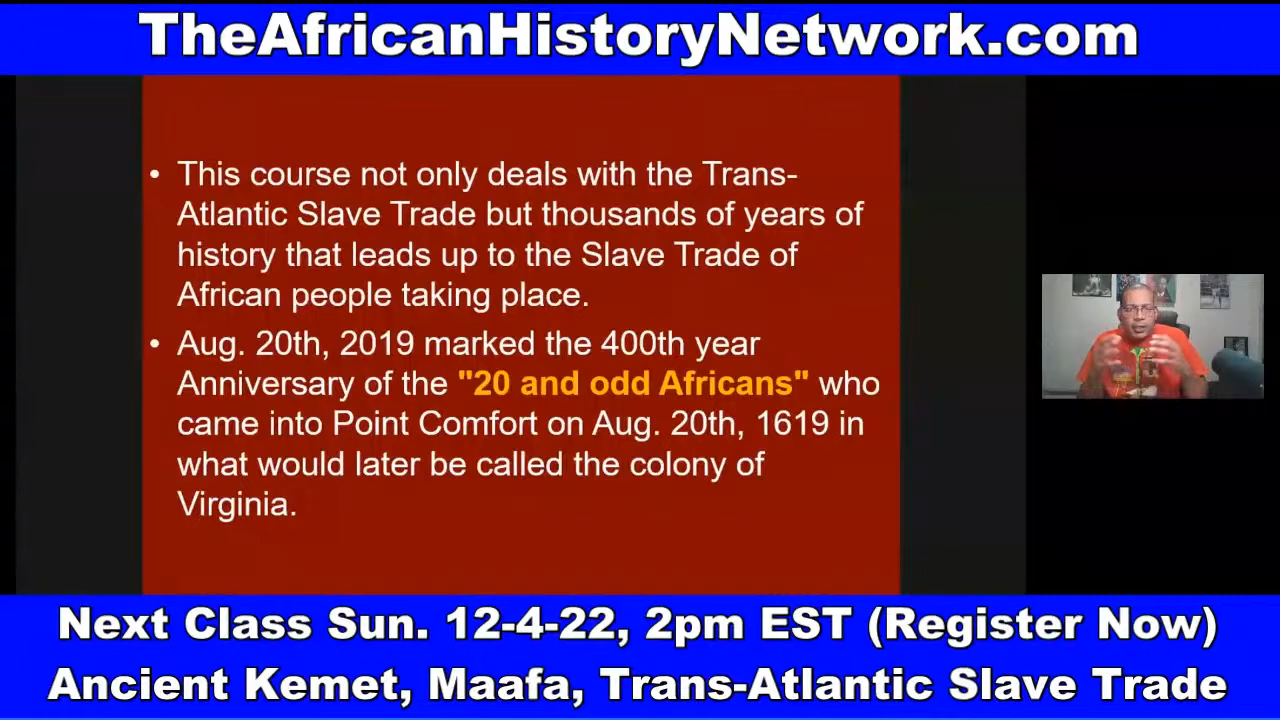 TheAfricanHistoryNetwork.com
• This course not only deals with the Trans-
Atlantic Slave Trade but thousands of years of
history that leads up to the Slave Trade of
African people taking place.
• Aug. 20th, 2019 marked the 400th year
Anniversary of the "20 and odd Africans" who
came into Point Comfort on Aug. 20th, 1619 in
what would later be called the colony of
Virginia.
Next Class Sun. 12-4-22, 2pm EST (Register Now)
Ancient Kemet, Maafa, Trans-Atlantic Slave Trade